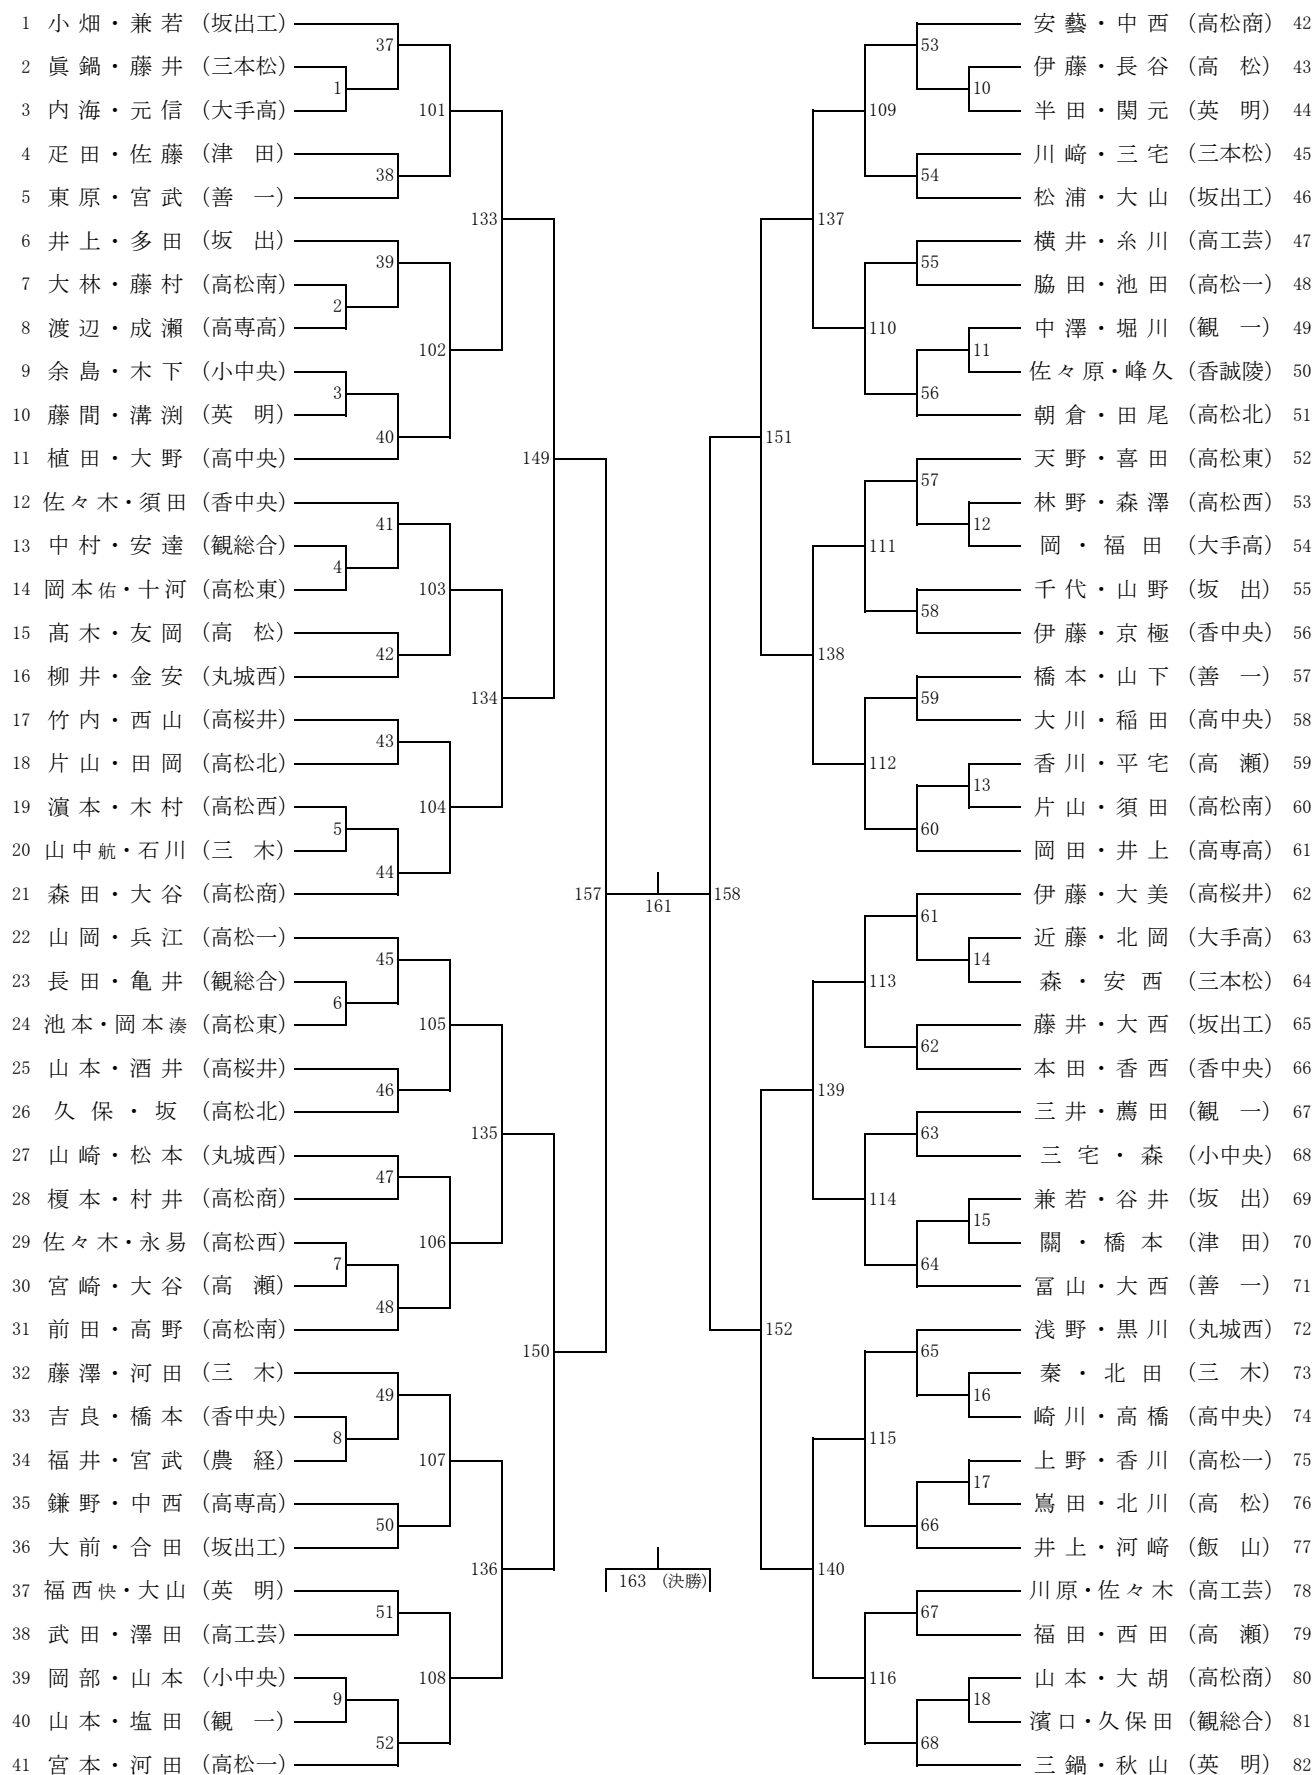 1 小畑・兼若 (坂出工)
2 眞鍋・藤井 (三本松)
3 内海・元信 (大手高)
4 疋田・佐藤 (津 田)
5 東原・宮武 (善 一)
6 井上・多田 (坂 出)
7 大林・藤村 (高松南)
8 渡辺・成瀬 (高専高)
9 余島・木下 (小中央)
10 藤間・溝渕 (英 明)
11 植田・大野 (高中央)
12 佐々木・須田 (香中央)
13 中村・安達 (観総合)
14 岡本佑・十河 (高松東)
15 髙木・友岡 (高 松)
16 柳井・金安 (丸城西)
17 竹内・西山 (高桜井)
18 片山・田岡 (高松北)
19 濵本・木村 (高松西)
20 山中航・石川 (三 木)
21 森田・大谷 (高松商)
22 山岡・兵江 (高松一)
23 長田・亀井 (観総合)
24 池本・岡本湊 (高松東)
25 山本・酒井 (高桜井)
26 久保・坂 (高松北)
27 山崎・松本 (丸城西)
28 榎本・村井 (高松商)
29 佐々木・永易 (高松西)
30 宮崎・大谷 (高 瀬)
31 前田・高野 (高松南)
32 藤澤・河田 (三 木)
33 吉良・橋本 (香中央)
34 福井・宮武 (農 経)
35 鎌野・中西 (高専高)
36 大前・合田 (坂出工)
37 福西快・大山 (英 明)
38 武田・澤田 (高工芸)
39 岡部・山本 (小中央)
40 山本・塩田 (観 一)
41 宮本・河田 (高松一)
1
2
3
4
5
6
7
8
9
37
38
39
40
41
42
43
44
45
46
47
48
49
50
51
52
101
102
103
104
105
106
107
108
133
134
135
136
149
150
157
161
163 (決勝)
158
151
152
137
138
139
140
109
110
111
112
113
114
115
116
53
54
55
56
57
58
59
60
61
62
63
64
65
66
67
68
10
11
12
13
14
15
16
17
18
安藝・中西 (高松商) 42
伊藤・長谷 (高 松) 43
半田・関元 (英 明) 44
川﨑・三宅 (三本松) 45
松浦・大山 (坂出工) 46
横井・糸川 (高工芸) 47
脇田・池田 (高松一) 48
中澤・堀川 (観 一) 49
佐々原・峰久 (香誠陵) 50
朝倉・田尾 (高松北) 51
天野・喜田 (高松東) 52
林野・森澤 (高松西) 53
岡・福田 (大手高) 54
千代・山野 (坂 出) 55
伊藤・京極 (香中央) 56
橋本・山下 (善 一) 57
大川・稲田 (高中央) 58
香川・平宅 (高 瀬) 59
片山・須田 (高松南) 60
岡田・井上 (高専高) 61
伊藤・大美 (高桜井) 62
近藤・北岡 (大手高) 63
森・安西 (三本松) 64
藤井・大西 (坂出工) 65
本田・香西 (香中央) 66
三井・薦田 (観 一) 67
三宅・森 (小中央) 68
兼若・谷井 (坂 出) 69
關・橋本 (津 田) 70
冨山・大西 (善 一) 71
浅野・黒川 (丸城西) 72
秦・北田 (三 木) 73
崎川・高橋 (高中央) 74
上野・香川 (高松一) 75
嶌田・北川 (高 松) 76
井上・河﨑 (飯 山) 77
川原・佐々木 (高工芸) 78
福田・西田 (高 瀬) 79
山本・大胡 (高松商) 80
濱口・久保田 (観総合) 81
三鍋・秋山 (英 明) 82